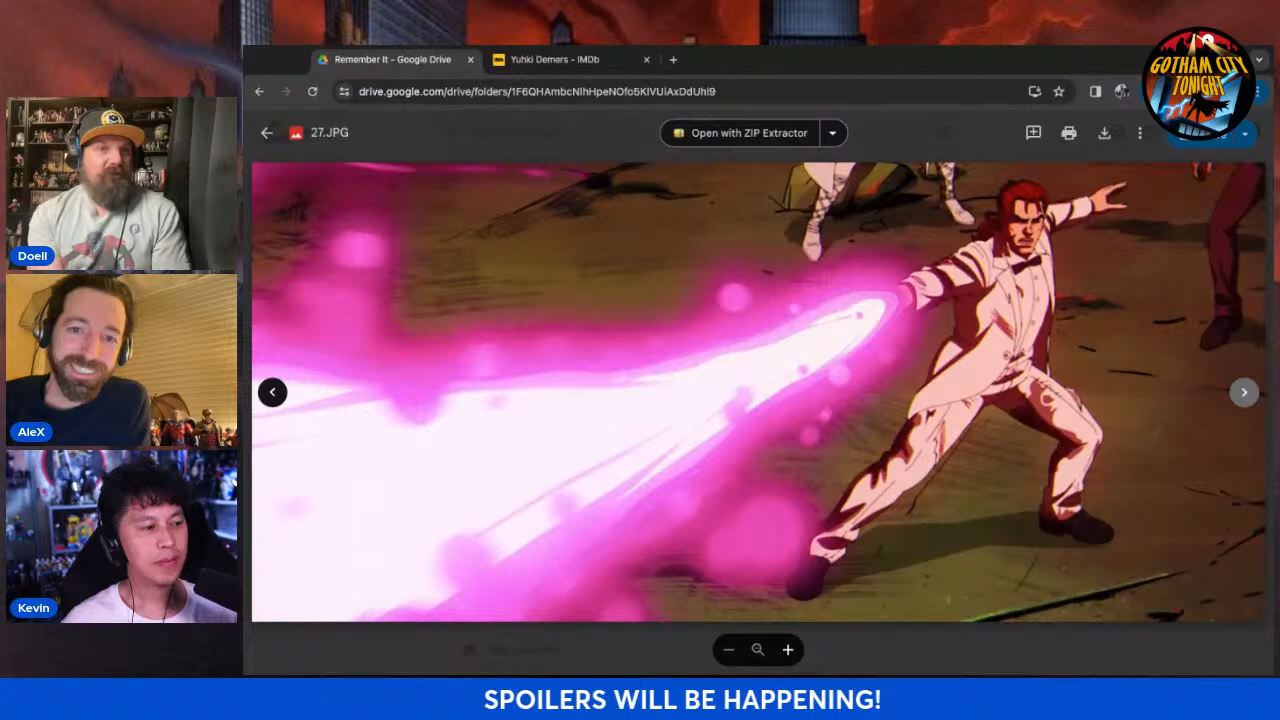 Remember It - Google Drive
Yuhki Demers - IMDb
drive.google.com/drive/folders/1F6QHAmbcNlhHpeNOfo5KlVUiAxDdUhI9
GOTHAM CITY
TONIGHT
27.JPG
Open with ZIP Extractor
Doell
AleX
Kevin
SPOILERS WILL BE HAPPENING!